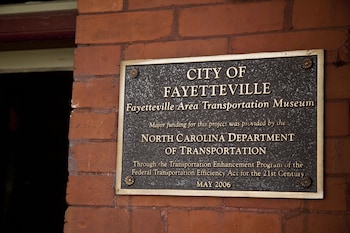 CITY OF
FAYETTEVILLE
Fayetteville Area Transportation Museum
Major funding for this project was provided by the
NORTH CAROLINA DEPARTMENT
OF TRANSPORTATION
Through the Transportation Enhancement Program of the
Federal Transportation Efficiency Act for the 21st Century
MAY 2006